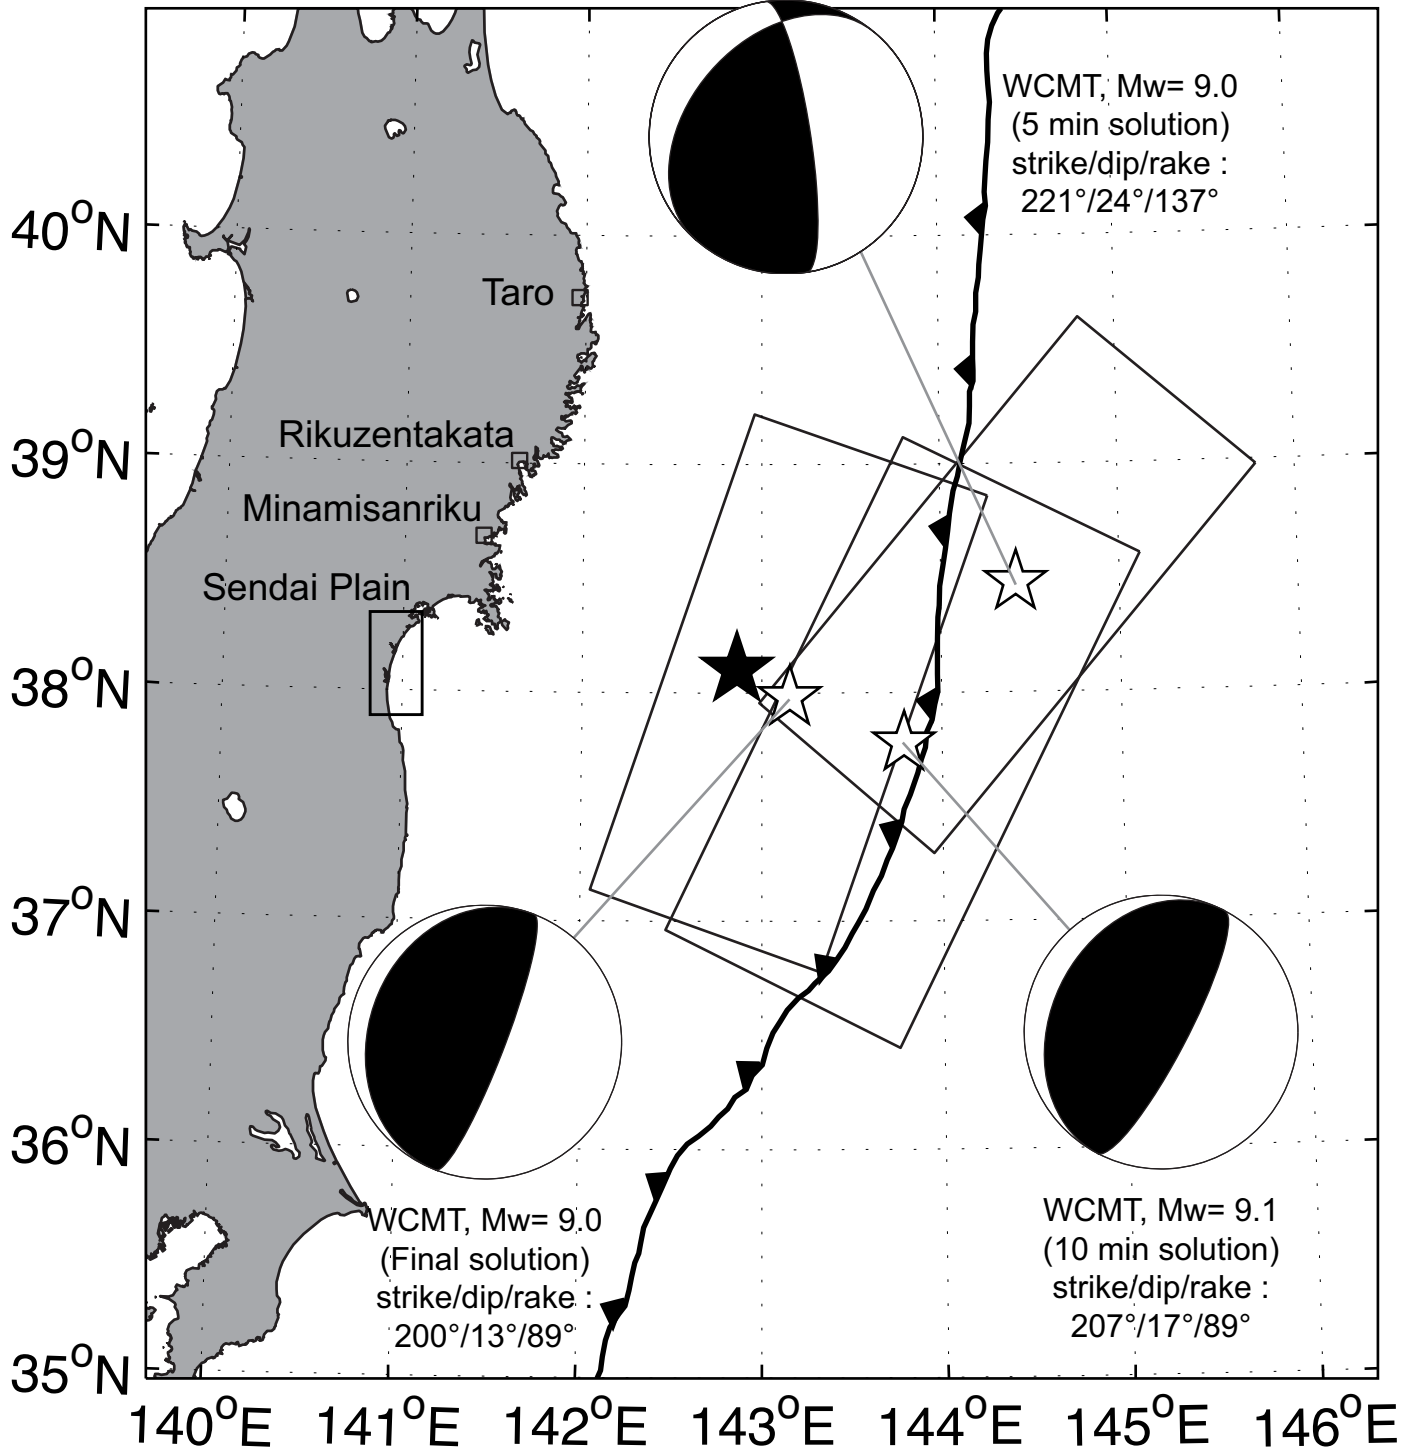 WCMT, Mw= 9.0
(5 min solution)
strike/dip/rake :
221°/24°/137°
40°N
Taro
39°N
Rikuzentakata
Minamisanriku
Sendai Plain
38°N
37°N
36°N
WCMT, Mw= 9.0
(Final solution)
strike/dip/rake :
200°/13°/89°
WCMT, Mw= 9.1
(10 min solution)
strike/dip/rake :
207°/17°/89°
35°N
140°E 141°E 142°E 143°E 144°E 145°E 146°E